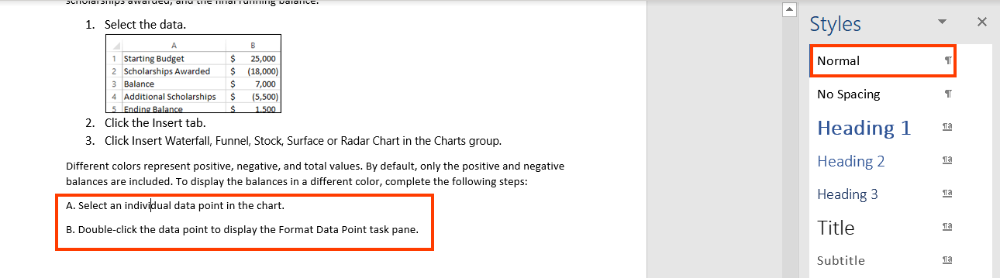 scholarships awarded, and the final running balance.
1. Select the data.
A B
1 Starting Budget $ 25,000
2 Scholarships Awarded $ (18,000)
3 Balance $ 7,000
4 Additional Scholarships $ (5,500)
5 Ending Balance $ 1,500
2. Click the Insert tab.
3. Click Insert Waterfall, Funnel, Stock, Surface or Radar Chart in the Charts group.
Different colors represent positive, negative, and total values. By default, only the positive and negative
balances are included. To display the balances in a different color, complete the following steps:
A. Select an individual data point in the chart.
B. Double-click the data point to display the Format Data Point task pane.
Styles
Normal ¶
No Spacing ¶
Heading 1 ¶a
Heading 2 ¶a
Heading 3 ¶a
Title ¶a
Subtitle ¶a